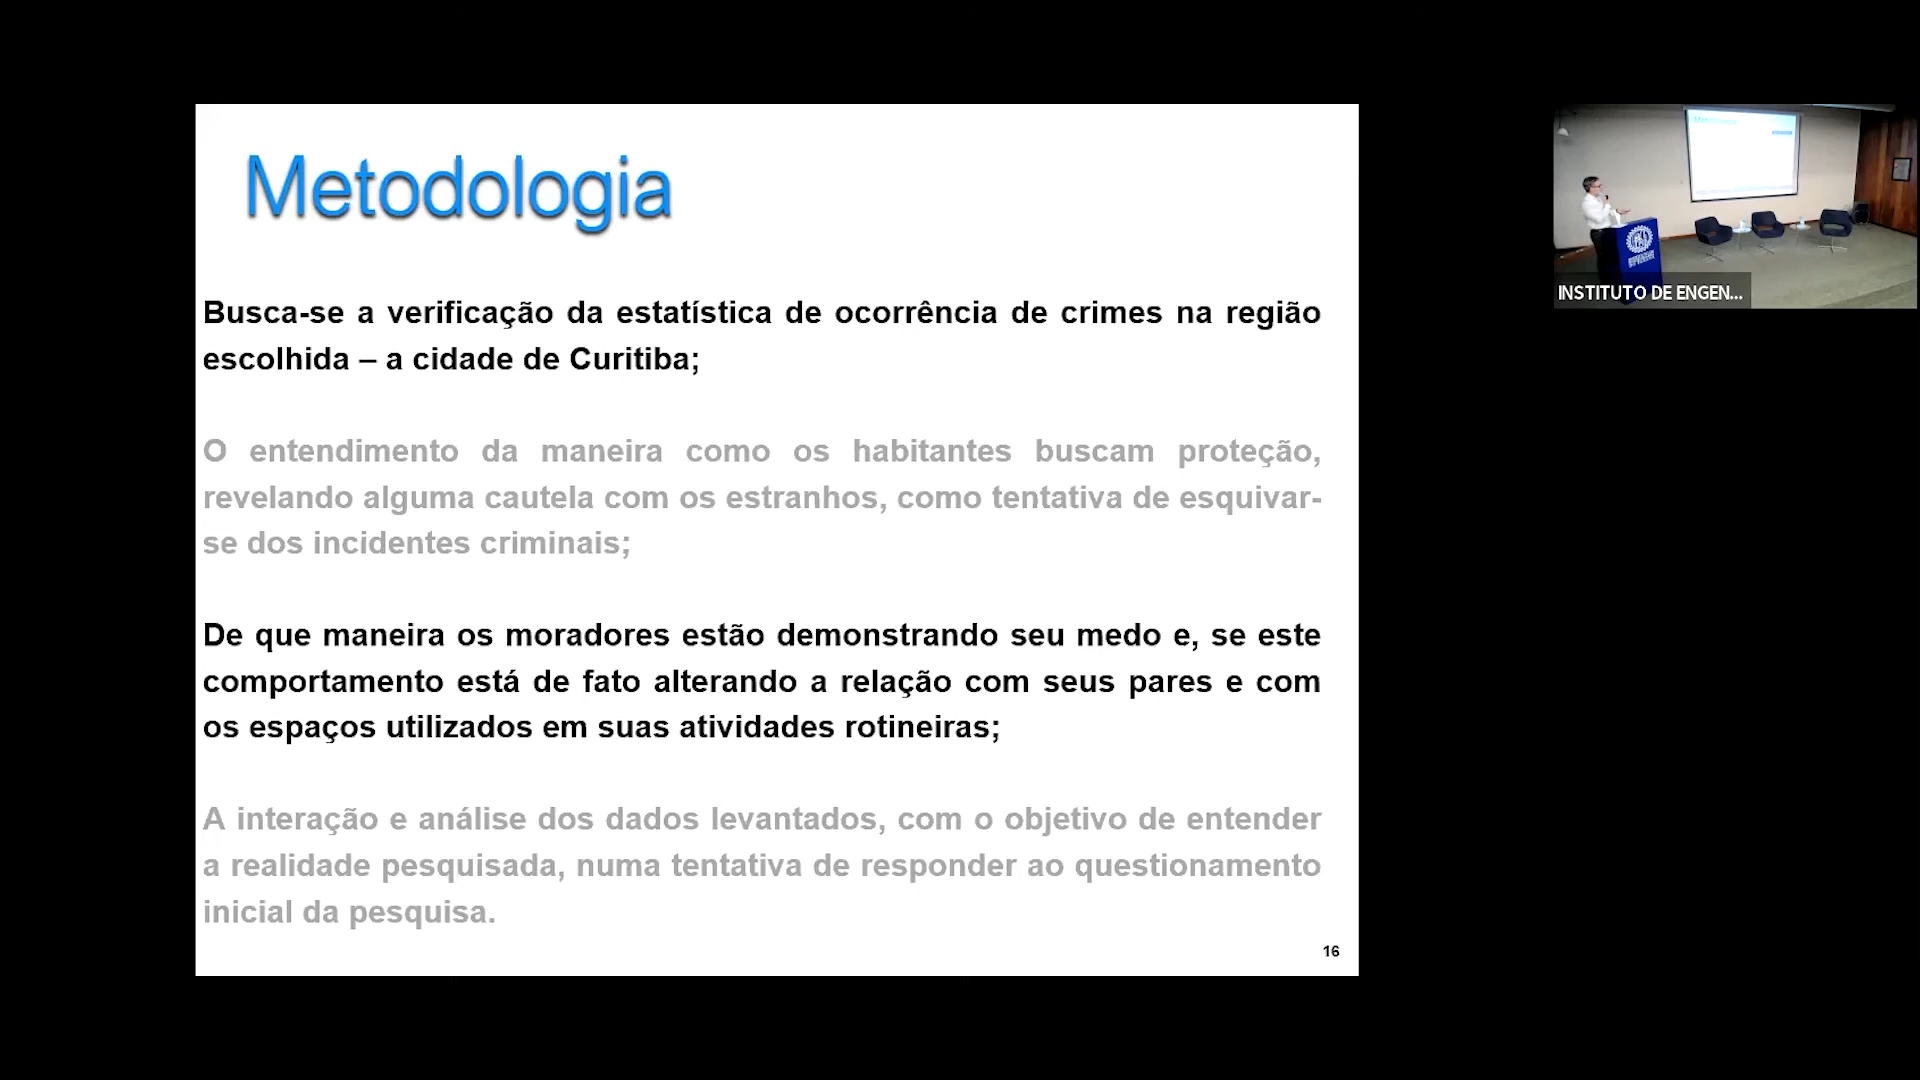 Metodologia
Busca-se a verificação da estatística de ocorrência de crimes na região
escolhida – a cidade de Curitiba;
O entendimento da maneira como os habitantes buscam proteção,
revelando alguma cautela com os estranhos, como tentativa de esquivar-
se dos incidentes criminais;
De que maneira os moradores estão demonstrando seu medo e, se este
comportamento está de fato alterando a relação com seus pares e com
os espaços utilizados em suas atividades rotineiras;
A interação e análise dos dados levantados, com o objetivo de entender
a realidade pesquisada, numa tentativa de responder ao questionamento
inicial da pesquisa.
16
Metodologia
INSTITUTO DE ENGEN...